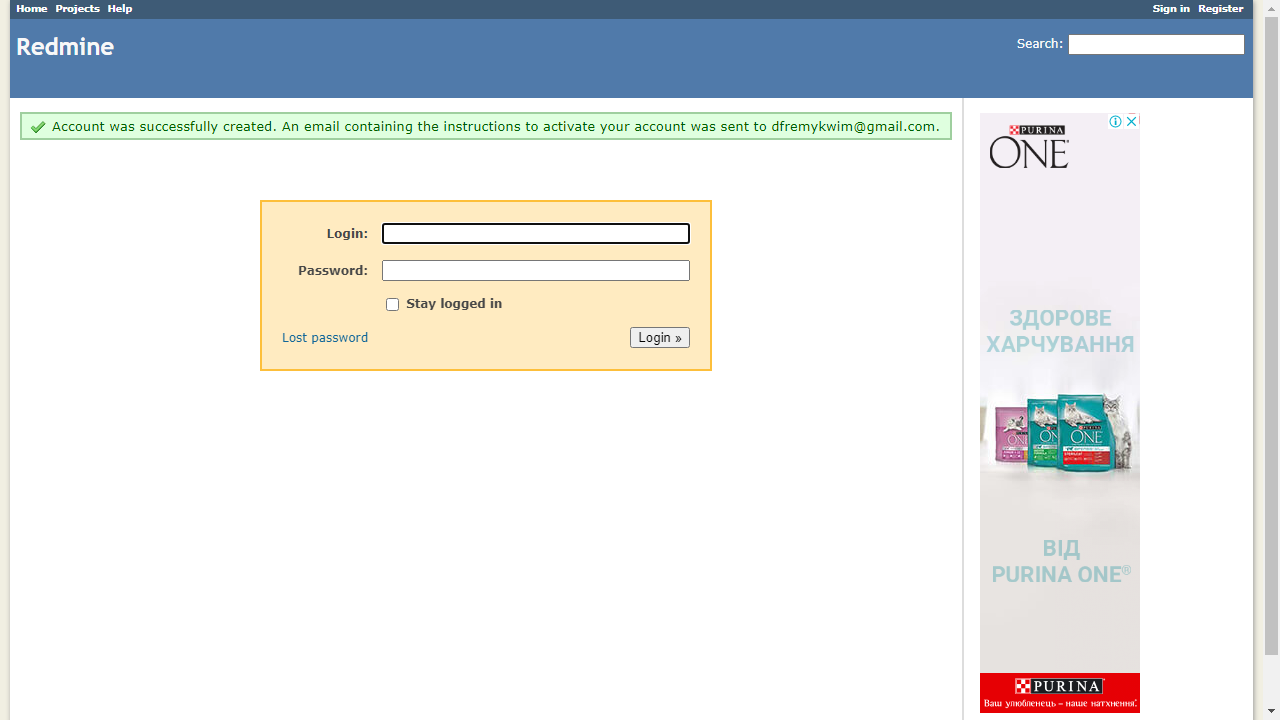 Home Projects Help
Sign in Register
Redmine
Search:
Account was successfully created. An email containing the instructions to activate your account was sent to dfremykwim@gmail.com.
Login:
Password:
Stay logged in
Lost password
Login »
PURINA
ONE
ЗДОРОВЕ
ХАРЧУВАННЯ
PURINA
ONE
ВІД
PURINA ONE®
PURINA
Ваш улюбленець – наше натхнення.